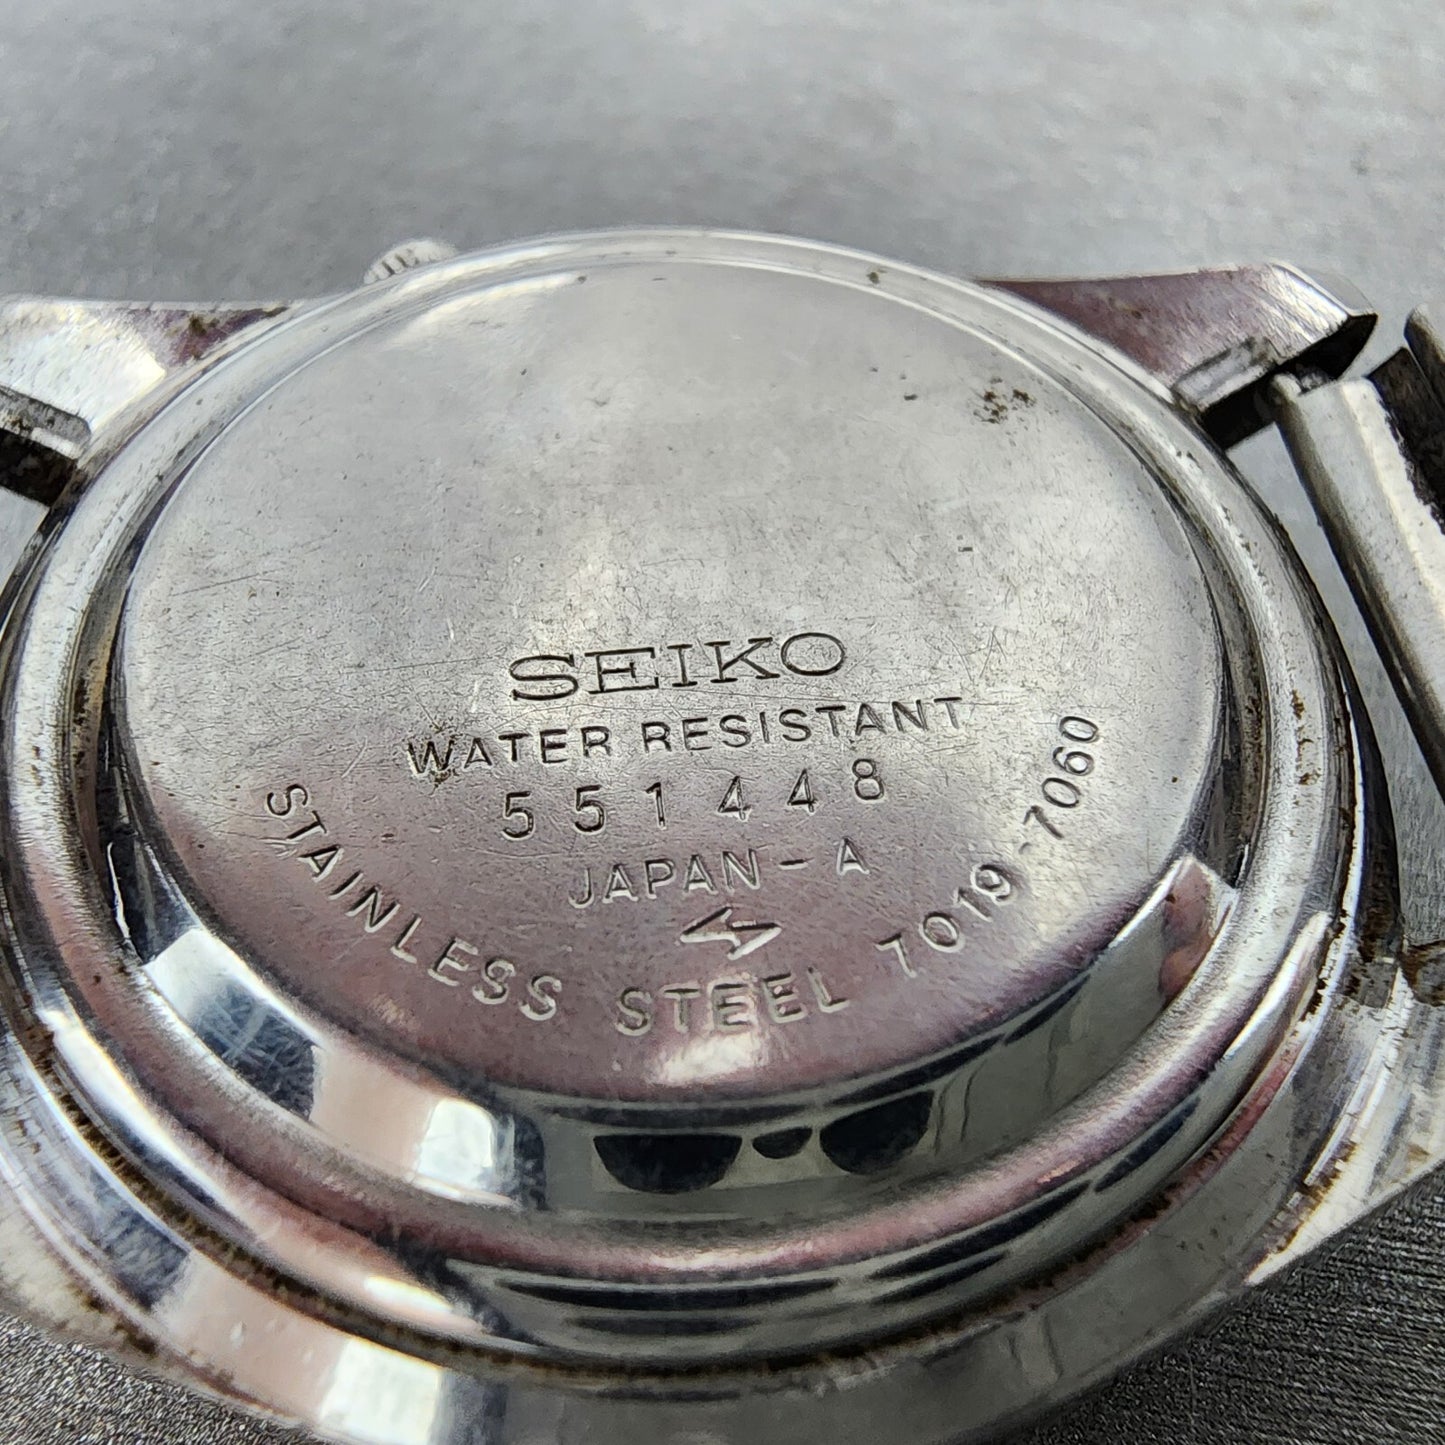 SEIKO
WATER RESISTANT
551448
JAPAN-A
STAINLESS STEEL 7019-7060